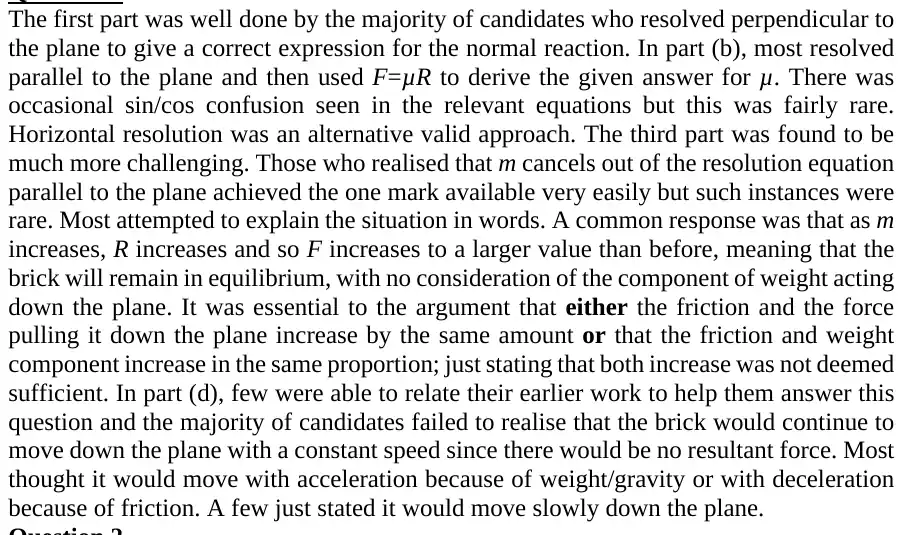 The first part was well done by the majority of candidates who resolved perpendicular to
the plane to give a correct expression for the normal reaction. In part (b), most resolved
parallel to the plane and then used F=μR to derive the given answer for μ. There was
occasional sin/cos confusion seen in the relevant equations but this was fairly rare.
Horizontal resolution was an alternative valid approach. The third part was found to be
much more challenging. Those who realised that m cancels out of the resolution equation
parallel to the plane achieved the one mark available very easily but such instances were
rare. Most attempted to explain the situation in words. A common response was that as m
increases, R increases and so F increases to a larger value than before, meaning that the
brick will remain in equilibrium, with no consideration of the component of weight acting
down the plane. It was essential to the argument that either the friction and the force
pulling it down the plane increase by the same amount or that the friction and weight
component increase in the same proportion; just stating that both increase was not deemed
sufficient. In part (d), few were able to relate their earlier work to help them answer this
question and the majority of candidates failed to realise that the brick would continue to
move down the plane with a constant speed since there would be no resultant force. Most
thought it would move with acceleration because of weight/gravity or with deceleration
because of friction. A few just stated it would move slowly down the plane.
Question 2